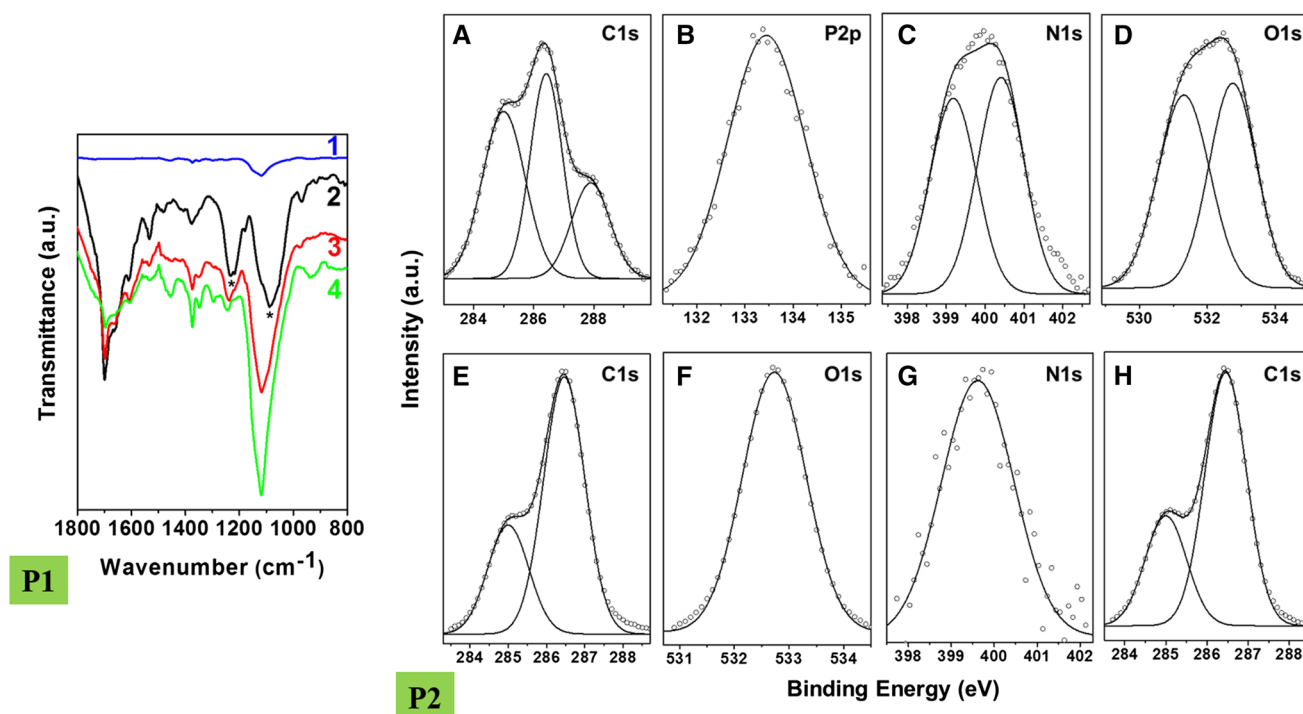 1
2
3
4
*
*
Transmittance (a.u.)
1800 1600 1400 1200 1000 800
Wavenumber (cm-1)
P1
Intensity (a.u.)
A C1s
284 286 288
B P2p
132 133 134 135
C N1s
398 399 400 401 402
D O1s
530 532 534
E C1s
284 285 286 287 288
F O1s
531 532 533 534
G N1s
398 399 400 401 402
H C1s
284 285 286 287 288
Binding Energy (eV)
P2